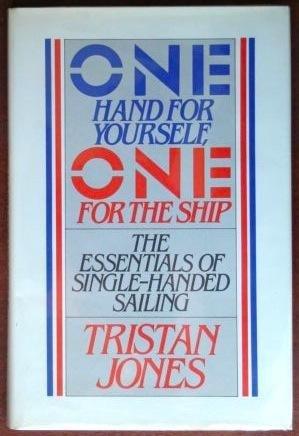 ONE
HAND FOR
YOURSELF,
ONE
FOR THE SHIP
THE
ESSENTIALS OF
SINGLE-HANDED
SAILING
TRISTAN
JONES